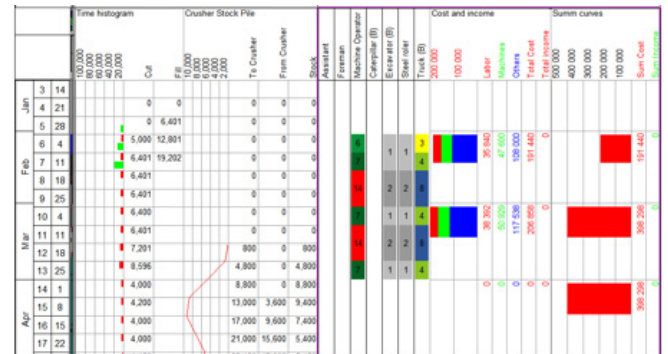 Time histogram Crusher Stock Pile Cost and income Summ curves
100,000 80,000 60,000 40,000 20,000 Cut Fill 10,000 8,000 6,000 4,000 2,000 To Crusher From Crusher Stock Assistant Foreman Machine Operator Caterpillar (B) Excavator (B) Steel roler Truck (B) 200 000 100 000 Labor Machines Others Total Cost Total income 500 000 400 000 300 000 200 000 100 000 Sum Cost Sum Income
Jan 3 14
4 21 0 0 0 0 0
5 28 0 6,401 0 0 0
Feb 6 4 5,000 12,801 0 0 0 6 1 1 3 35 840 47 600 108 000 191 440 0 191 440 0
7 11 6,401 19,202 0 0 0 7 4
8 18 6,401 0 0 0 14 2 2 8
9 25 6,401 0 0 0
Mar 10 4 6,400 0 0 0 7 1 1 4 38 392 50 929 117 538 206 858 0 398 298 0
11 11 6,401 0 0 0 14 2 2 8
12 18 7,201 800 0 800
13 25 8,596 4,800 0 4,800 7 1 1 4
Apr 14 1 4,000 8,800 0 8,800 0 0 0 0 0 398 298 0
15 8 4,200 13,000 3,600 9,400
16 15 4,000 17,000 9,600 7,400
17 22 4,000 21,000 15,600 5,400